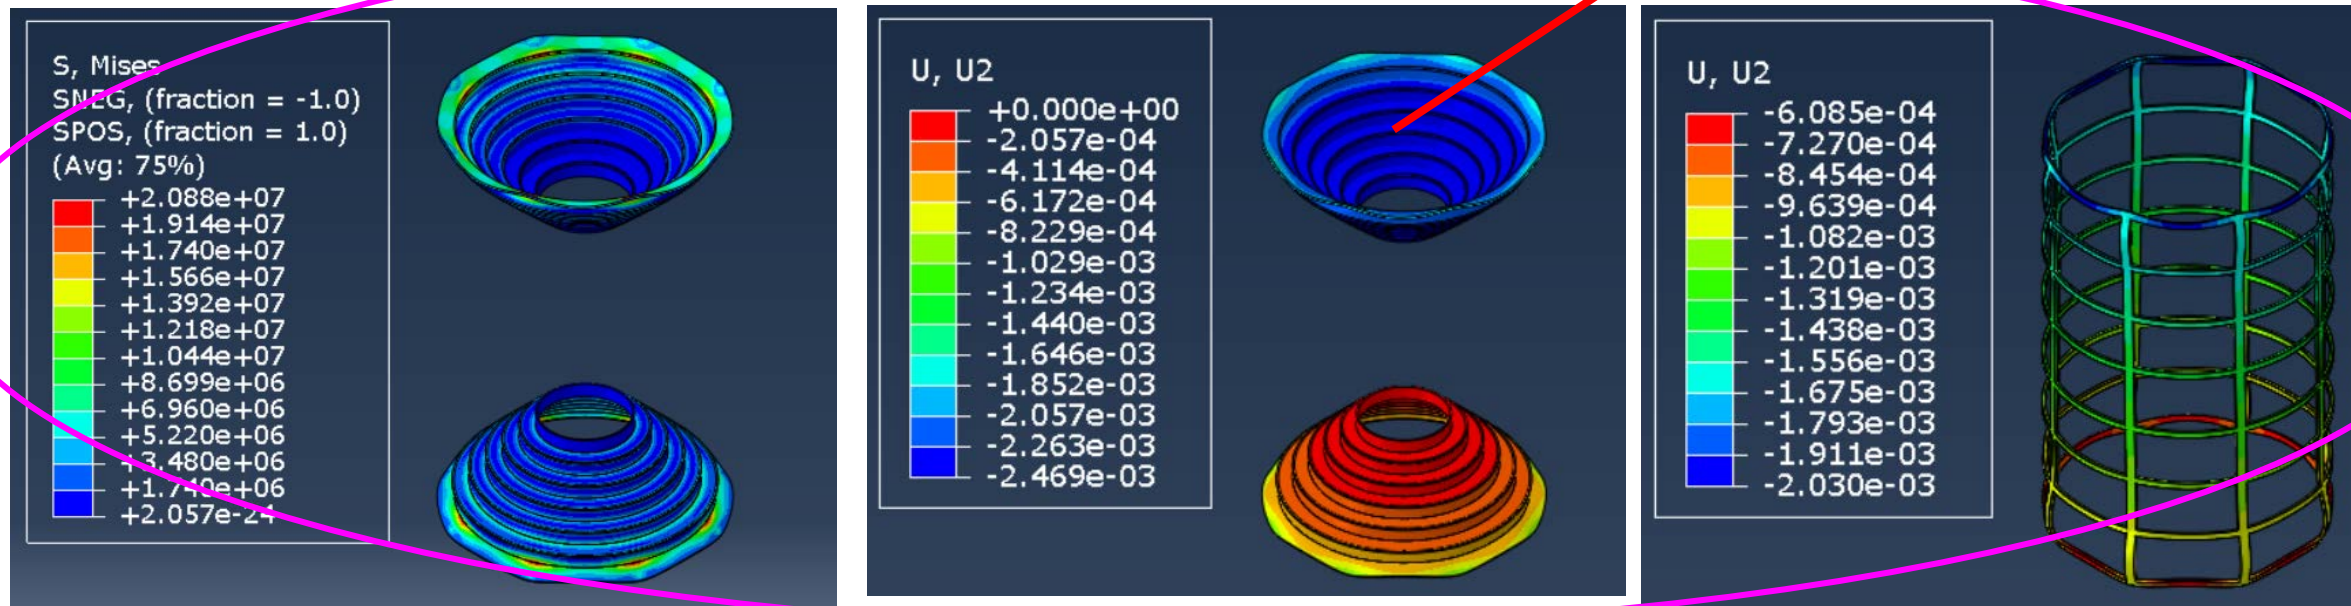 S, Mises
SNEG, (fraction = -1.0)
SPOS, (fraction = 1.0)
(Avg: 75%)
+2.088e+07
+1.914e+07
+1.740e+07
+1.566e+07
+1.392e+07
+1.218e+07
+1.044e+07
+8.699e+06
+6.960e+06
+5.220e+06
+3.480e+06
+1.740e+06
+2.057e-24
U, U2
+0.000e+00
-2.057e-04
-4.114e-04
-6.172e-04
-8.229e-04
-1.029e-03
-1.234e-03
-1.440e-03
-1.646e-03
-1.852e-03
-2.057e-03
-2.263e-03
-2.469e-03
U, U2
-6.085e-04
-7.270e-04
-8.454e-04
-9.639e-04
-1.082e-03
-1.201e-03
-1.319e-03
-1.438e-03
-1.556e-03
-1.675e-03
-1.793e-03
-1.911e-03
-2.030e-03